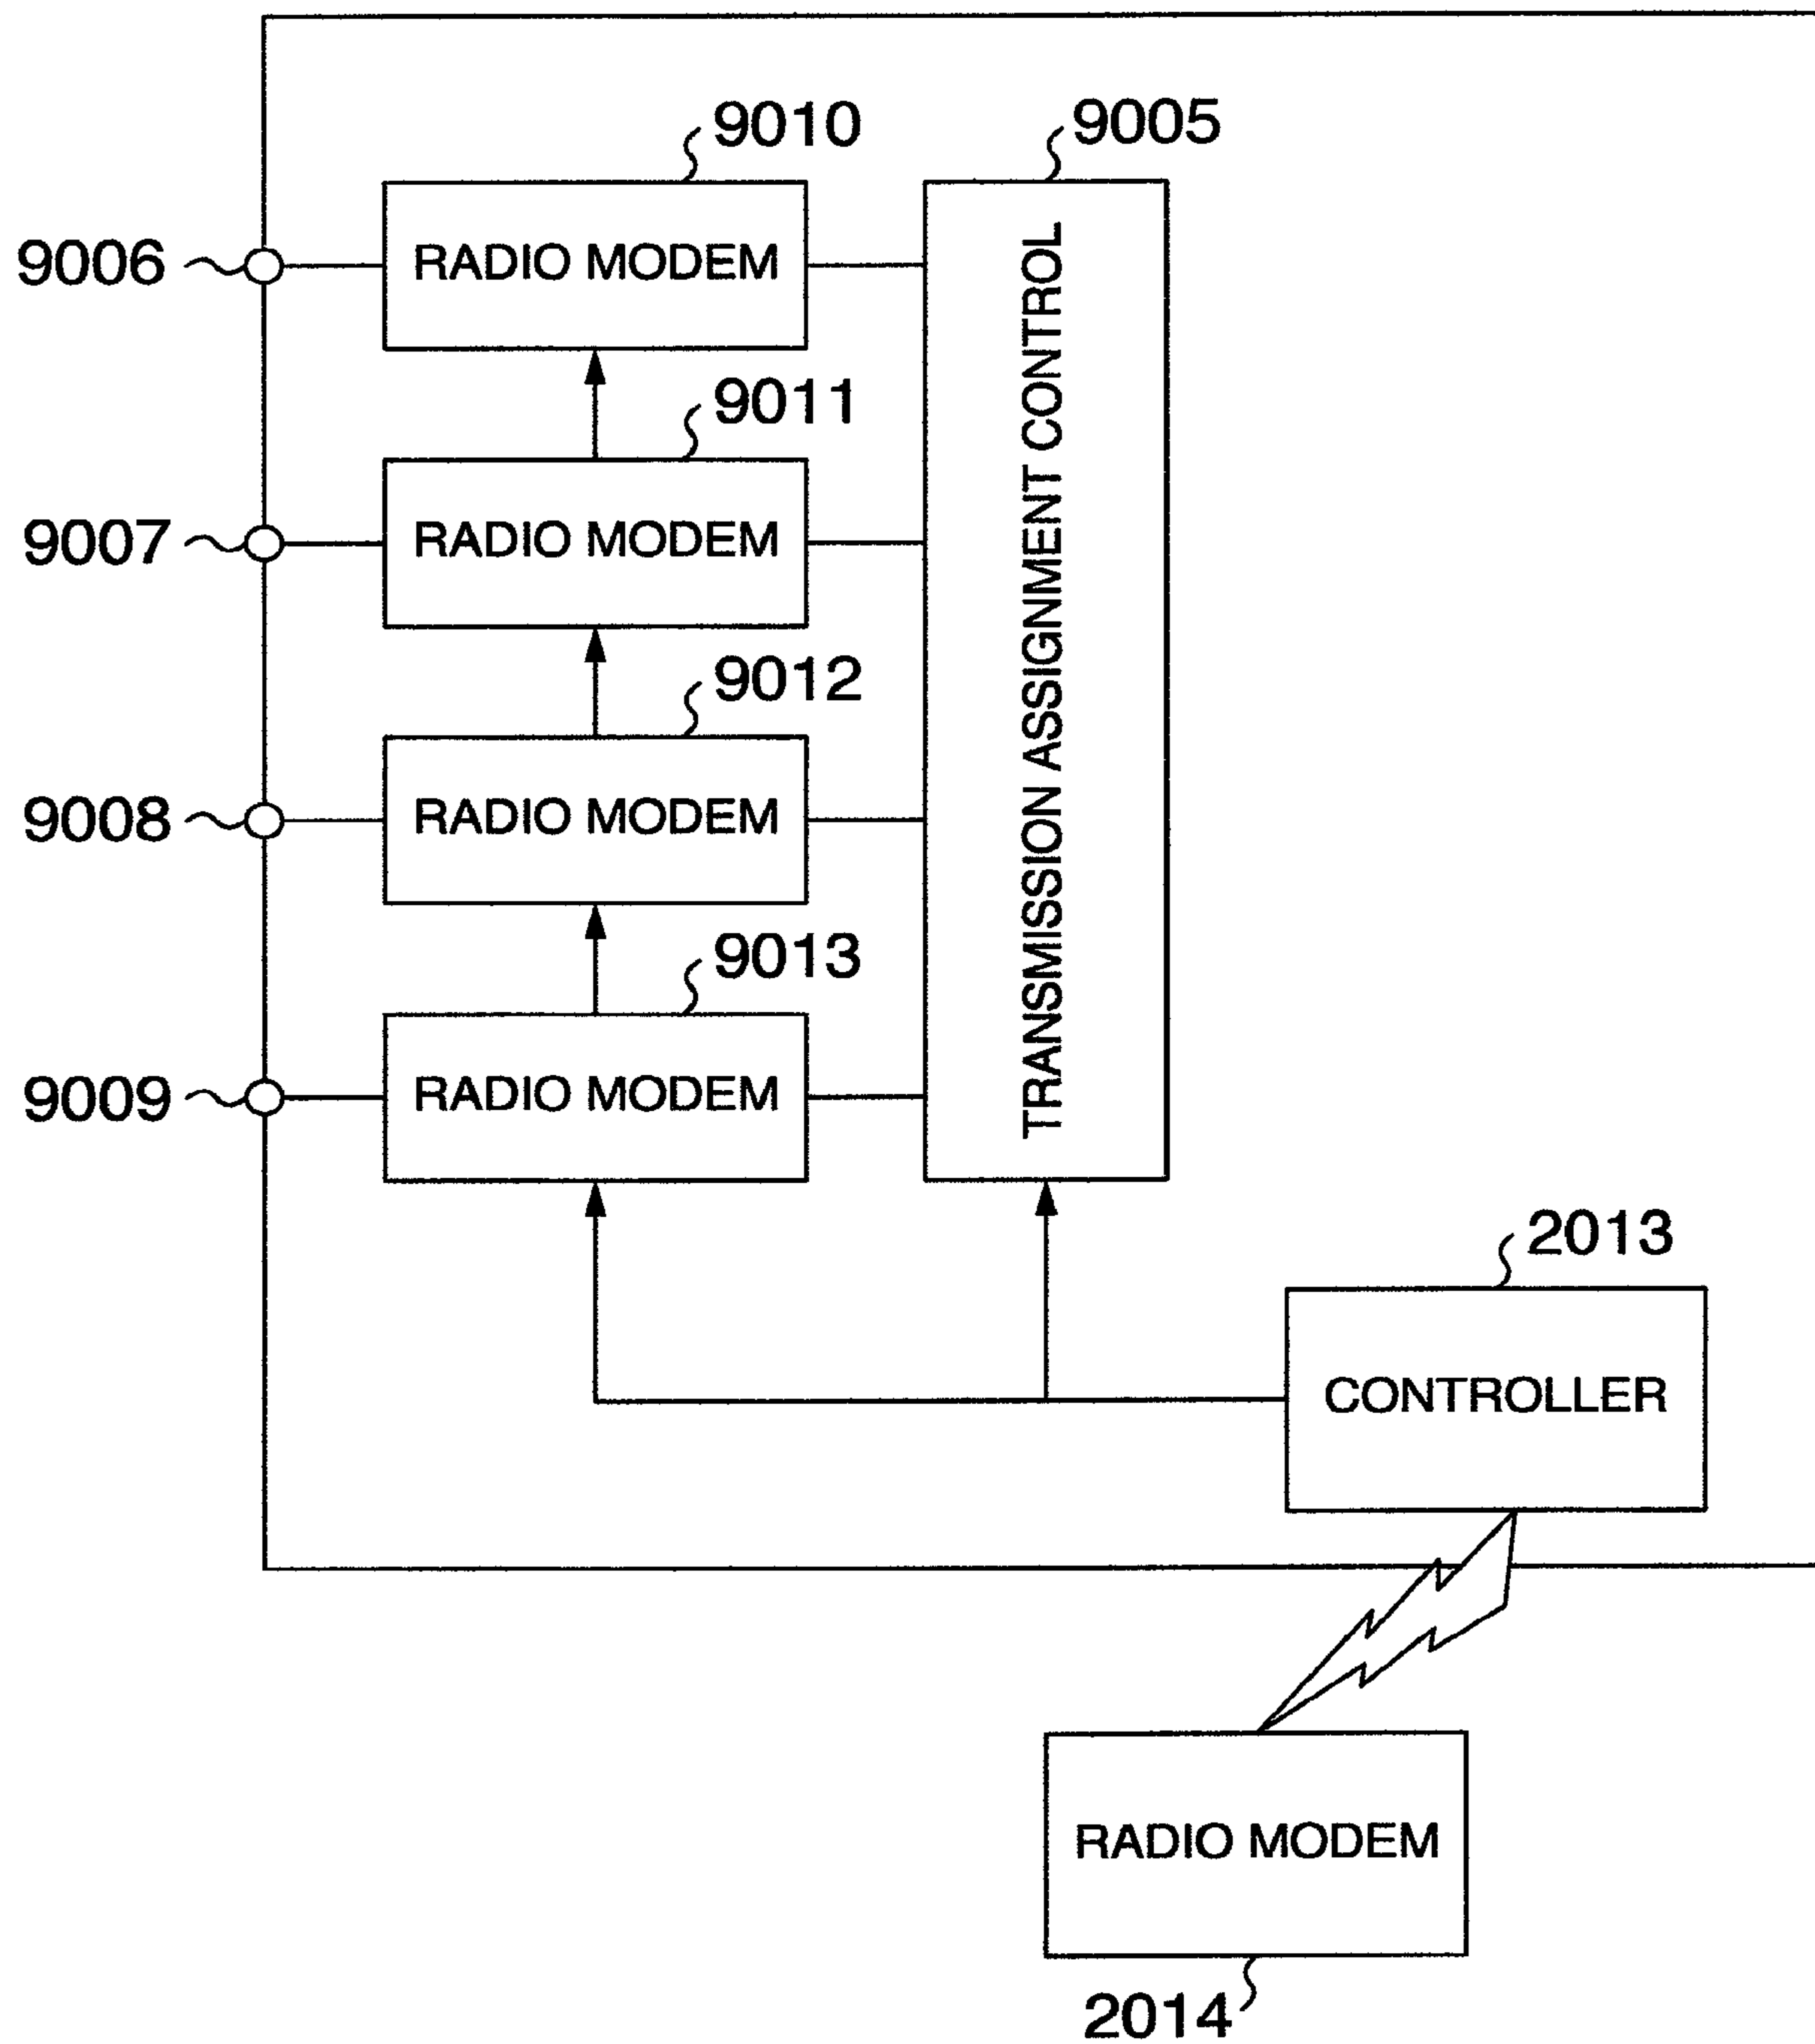 9010
9005
9006
RADIO MODEM
TRANSMISSION ASSIGNMENT CONTROL
9011
9007
RADIO MODEM
9012
9008
RADIO MODEM
9013
9009
RADIO MODEM
2013
CONTROLLER
RADIO MODEM
2014